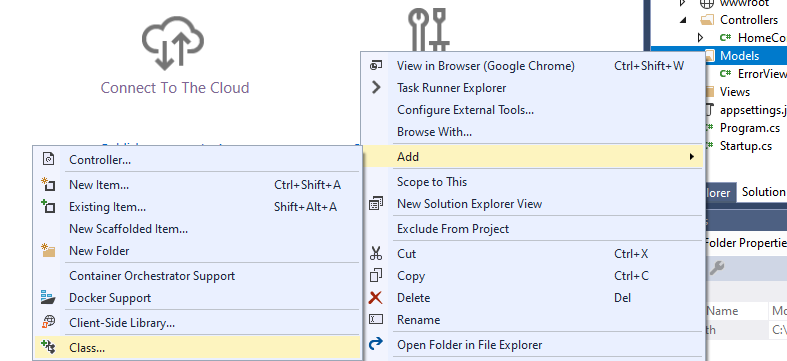 wwwroot
Controllers
C# HomeCo
Models
C# ErrorView
Views
appsettings.j
C# Program.cs
C# Startup.cs
Connect To The Cloud
View in Browser (Google Chrome) Ctrl+Shift+W
Task Runner Explorer
Configure External Tools...
Browse With...
Add
Scope to This
New Solution Explorer View
Exclude From Project
Cut Ctrl+X
Copy Ctrl+C
Delete Del
Rename
Open Folder in File Explorer
Controller...
New Item... Ctrl+Shift+A
Existing Item... Shift+Alt+A
New Scaffolded Item...
New Folder
Container Orchestrator Support
Docker Support
Client-Side Library...
Class...
orer Solution
Folder Propertie
Name Mo
th C:\